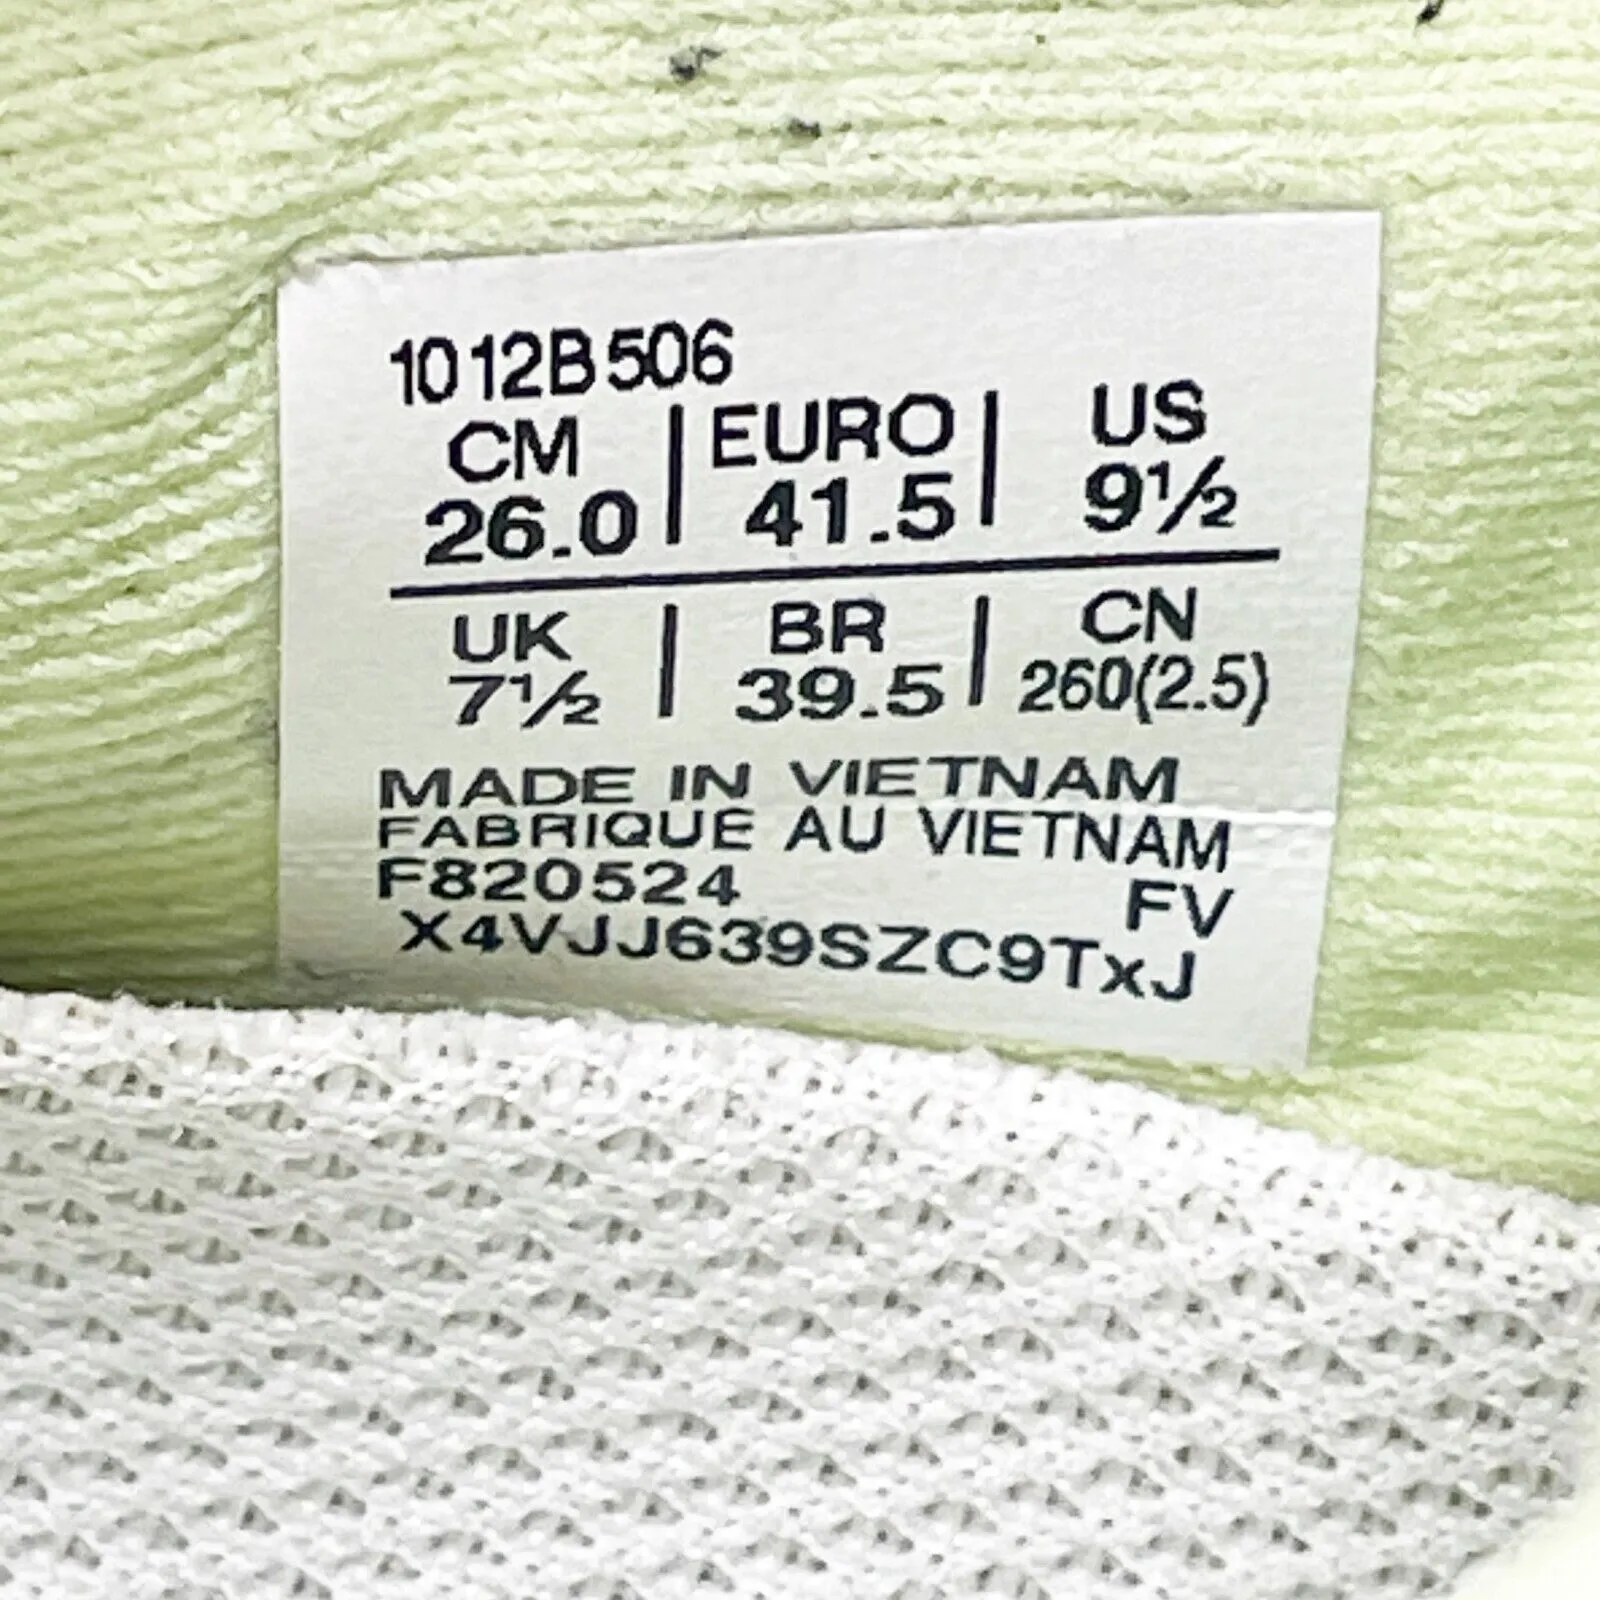 1012B506
CM | EURO | US
26.0 | 41.5 | 9½
UK | BR | CN
7½ | 39.5 | 260(2.5)
MADE IN VIETNAM
FABRIQUE AU VIETNAM
F820524 FV
X4VJJ639SZC9TxJ